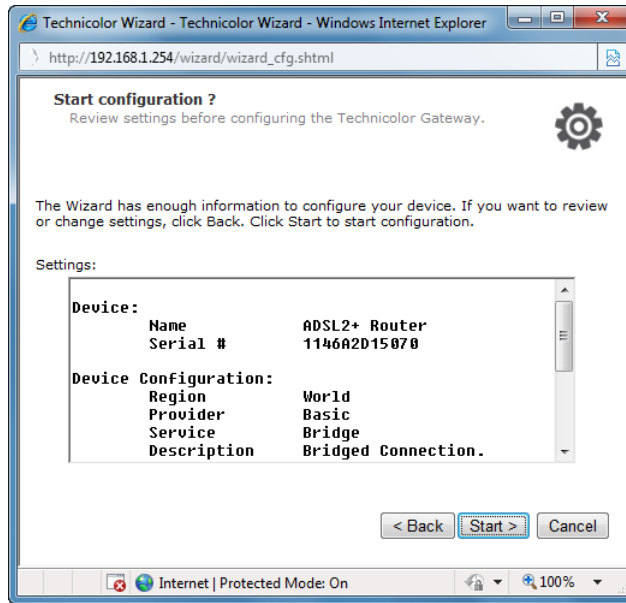 Technicolor Wizard - Technicolor Wizard - Windows Internet Explorer
http://192.168.1.254/wizard/wizard_cfg.shtml
Start configuration ?
Review settings before configuring the Technicolor Gateway.
The Wizard has enough information to configure your device. If you want to review
or change settings, click Back. Click Start to start configuration.
Settings:
Device:
Name ADSL2+ Router
Serial # 1146A2D15070
Device Configuration:
Region World
Provider Basic
Service Bridge
Description Bridged Connection.
< Back Start > Cancel
Internet | Protected Mode: On 100%